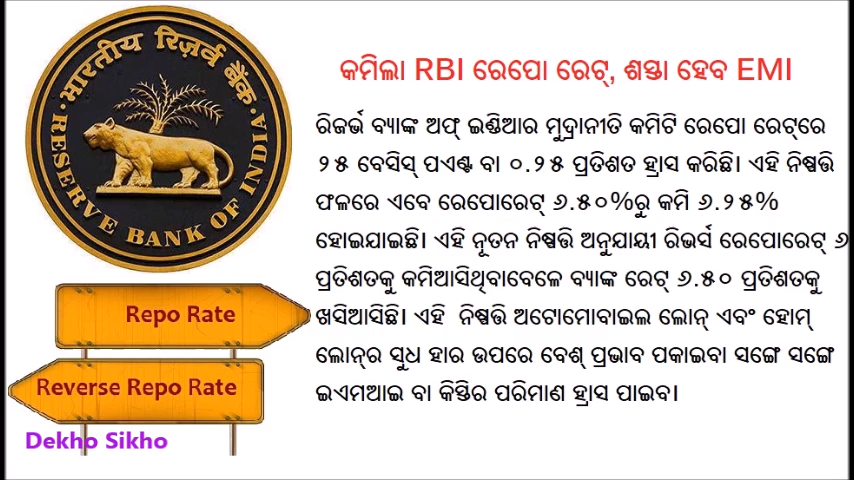 भारतीय रिज़र्व बैंक
RESERVE BANK OF INDIA
କମିଲା RBI ରେପୋ ରେଟ୍, ଶସ୍ତା ହେବ EMI
ରିଜର୍ଭ ବ୍ୟାଙ୍କ ଅଫ୍ ଇଣ୍ଡିଆର ମୁଦ୍ରାନୀତି କମିଟି ରେପୋ ରେଟ୍‌ରେ
୨୫ ବେସିସ୍ ପଏଣ୍ଟ ବା ୦.୨୫ ପ୍ରତିଶତ ହ୍ରାସ କରିଛି। ଏହି ନିଷ୍ପତ୍ତି
ଫଳରେ ଏବେ ରେପୋରେଟ୍ ୬.୫୦%ରୁ କମି ୬.୨୫%
ହୋଇଯାଇଛି। ଏହି ନୂତନ ନିଷ୍ପତ୍ତି ଅନୁଯାୟୀ ରିଭର୍ସ ରେପୋରେଟ୍ ୬
ପ୍ରତିଶତକୁ କମିଆସିଥିବାବେଳେ ବ୍ୟାଙ୍କ ରେଟ୍ ୬.୫୦ ପ୍ରତିଶତକୁ
ଖସିଆସିଛି। ଏହି ନିଷ୍ପତ୍ତି ଅଟୋମୋବାଇଲ ଲୋନ୍ ଏବଂ ହୋମ୍
ଲୋନ୍‌ର ସୁଧ ହାର ଉପରେ ବେଶ୍ ପ୍ରଭାବ ପକାଇବା ସଙ୍ଗେ ସଙ୍ଗେ
ଇଏମଆଇ ବା କିସ୍ତିର ପରିମାଣ ହ୍ରାସ ପାଇବ।
Repo Rate
Reverse Repo Rate
Dekho Sikho